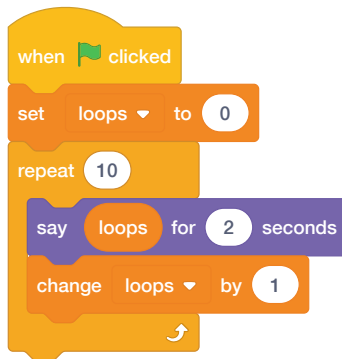 when clicked
set loops to 0
repeat 10
say loops for 2 seconds
change loops by 1